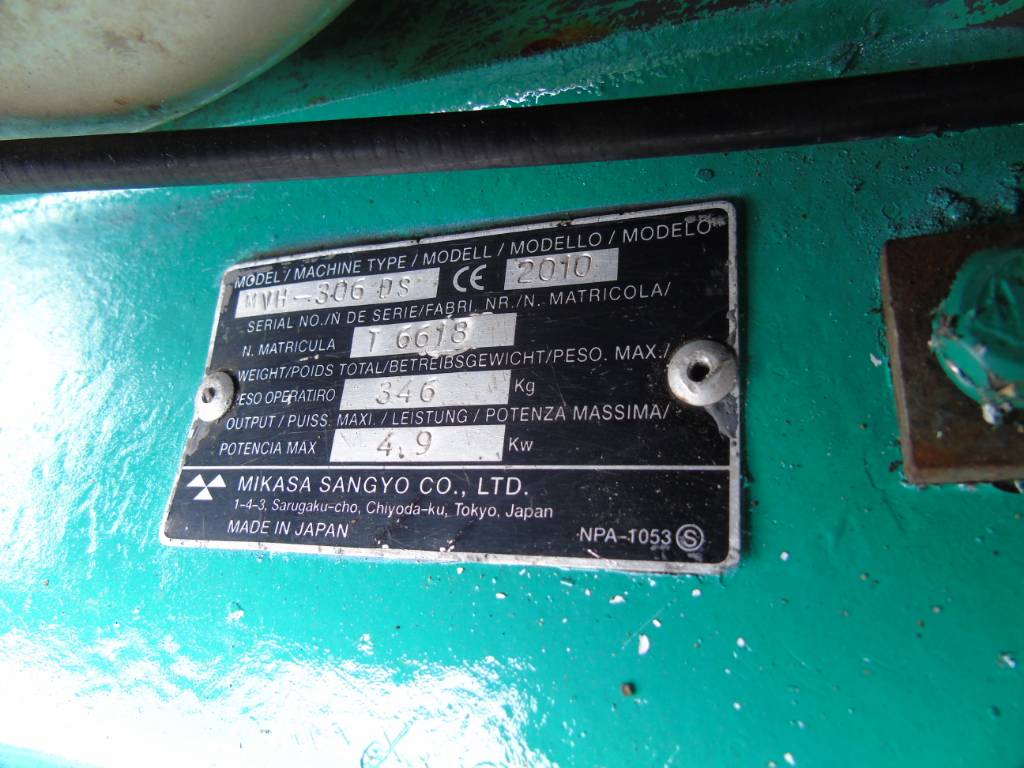 MODEL / MACHINE TYPE / MODELL / MODELLO / MODELO
MVH-306 DS CE 2010
SERIAL NO./N DE SERIE/FABRI. NR./N. MATRICOLA/
N. MATRICULA T 6618
WEIGHT/POIDS TOTAL/BETREIBSGEWICHT/PESO. MAX./
ESO OPERATIRO 346 Kg
OUTPUT / PUISS. MAXI. / LEISTUNG / POTENZA MASSIMA/
POTENCIA MAX 4.9 Kw
MIKASA SANGYO CO., LTD.
1-4-3, Sarugaku-cho, Chiyoda-ku, Tokyo, Japan
MADE IN JAPAN NPA-1053 Ⓢ